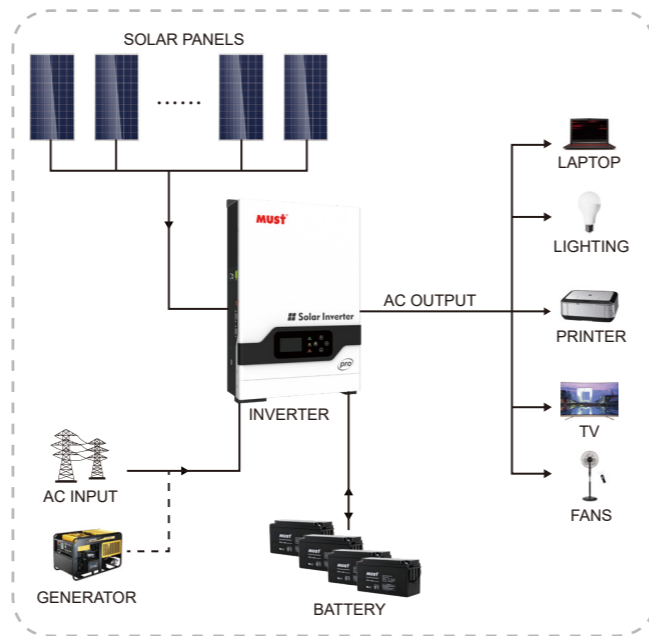 SOLAR PANELS
MUST
Solar Inverter
pro
INVERTER
AC OUTPUT
LAPTOP
LIGHTING
PRINTER
TV
FANS
AC INPUT
GENERATOR
MUST
MUST
MUST
MUST
BATTERY